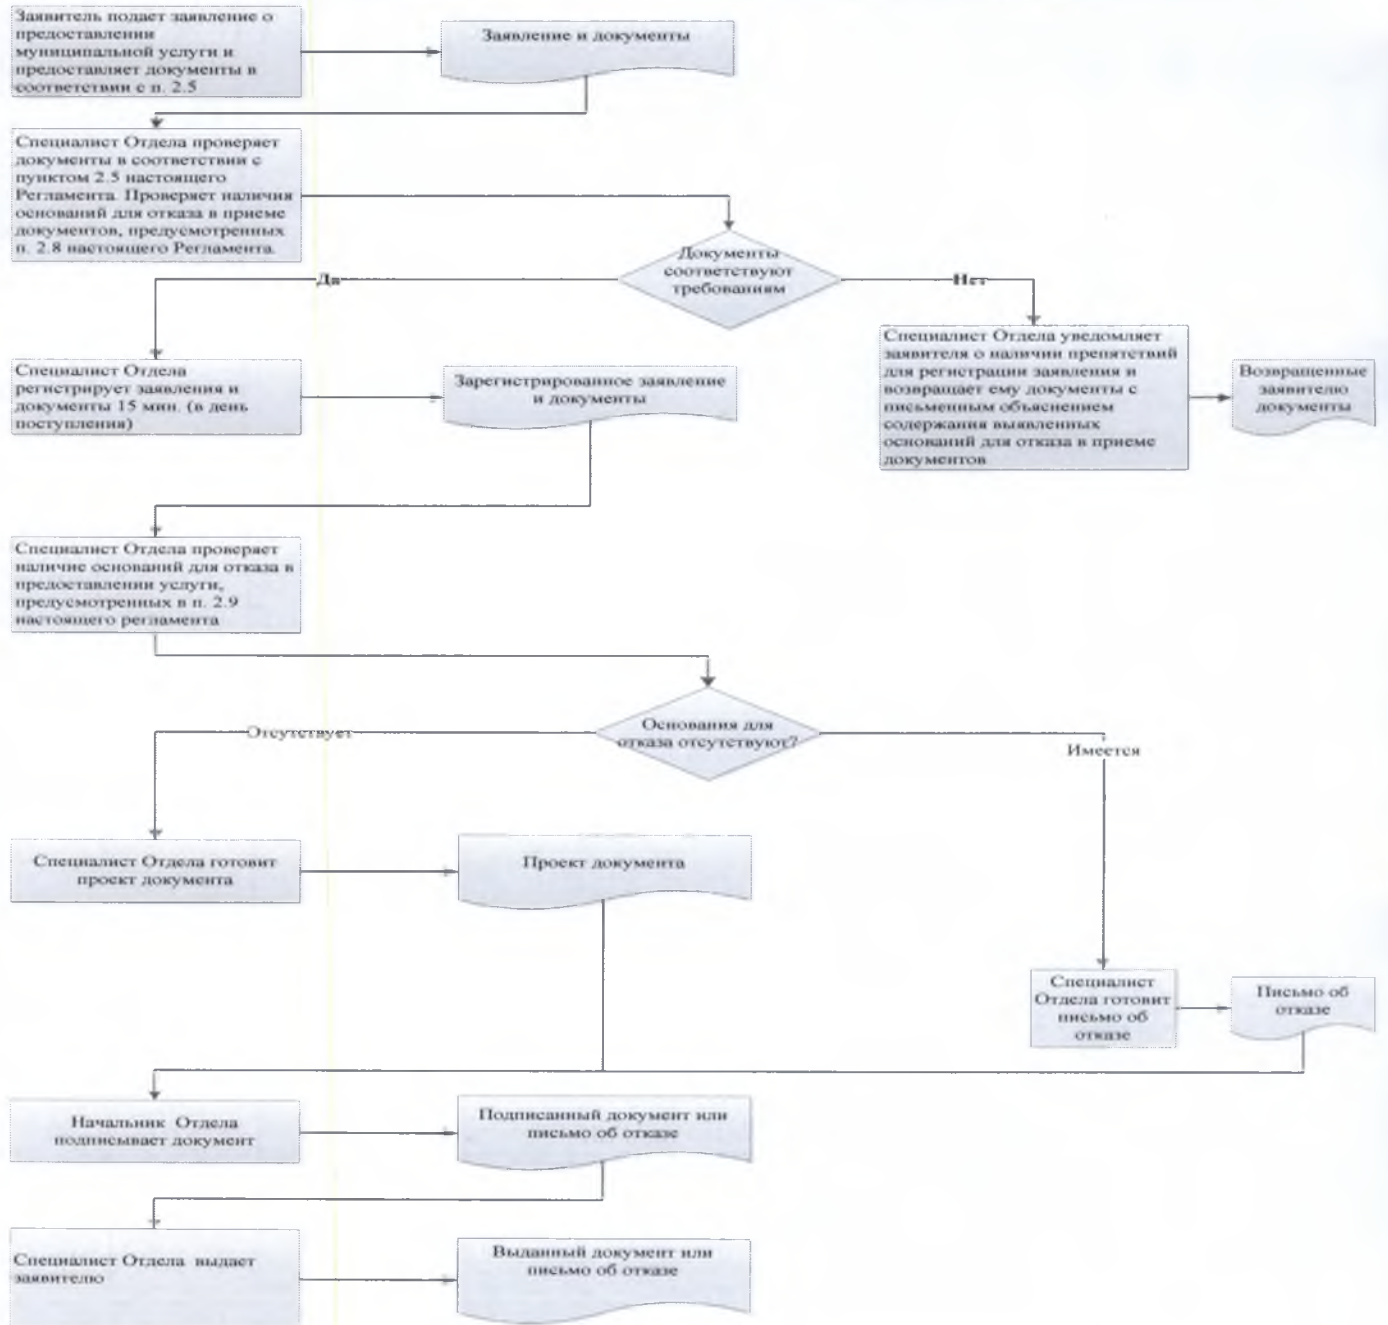 Заявитель подает заявление о
предоставлении
муниципальной услуги и
предоставляет документы в
соответствии с п. 2.5
Заявление и документы
Специалист Отдела проверяет
документы в соответствии с
пунктом 2.5 настоящего
Регламента. Проверяет наличия
оснований для отказа в приеме
документов, предусмотренных
п. 2.8 настоящего Регламента.
Документы
соответствуют
требованиям
Да
Нет
Специалист Отдела
регистрирует заявления и
документы 15 мин. (в день
поступления)
Зарегистрированное заявление
и документы
Специалист Отдела уведомляет
заявителя о наличии препятствий
для регистрации заявления и
возвращает ему документы с
письменным объяснением
содержания выявленных
оснований для отказа в приеме
документов
Возвращенные
заявителю
документы
Специалист Отдела проверяет
наличие оснований для отказа в
предоставлении услуги,
предусмотренных в п. 2.9
настоящего регламента
Основания для
отказа отсутствуют?
Отсутствует
Имеется
Специалист Отдела готовит
проект документа
Проект документа
Специалист
Отдела готовит
письмо об
отказе
Письмо об
отказе
Начальник Отдела
подписывает документ
Подписанный документ или
письмо об отказе
Специалист Отдела выдает
заявителю
Выданный документ или
письмо об отказе